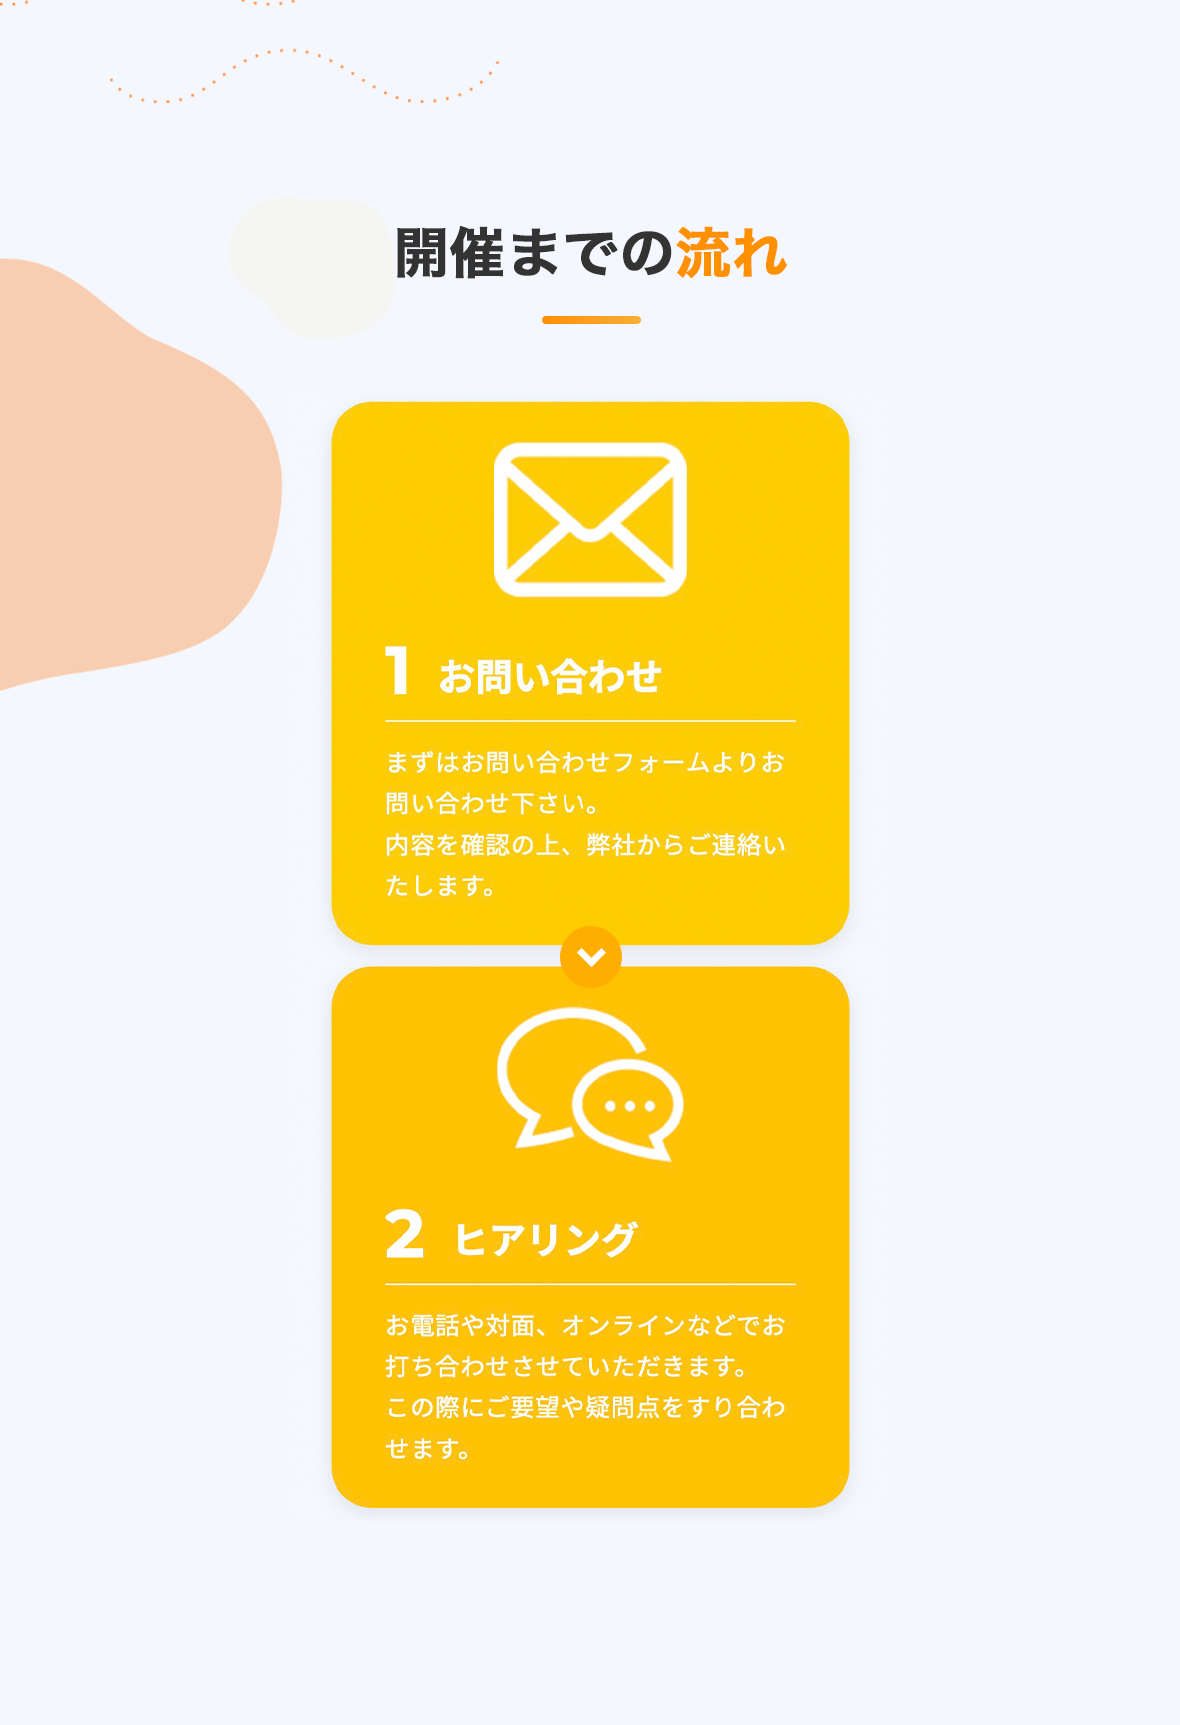 開催までの流れ
1 お問い合わせ
まずはお問い合わせフォームよりお
問い合わせ下さい。
内容を確認の上、弊社からご連絡い
たします。
2 ヒアリング
お電話や対面、オンラインなどでお
打ち合わせさせていただきます。
この際にご要望や疑問点をすり合わ
せます。